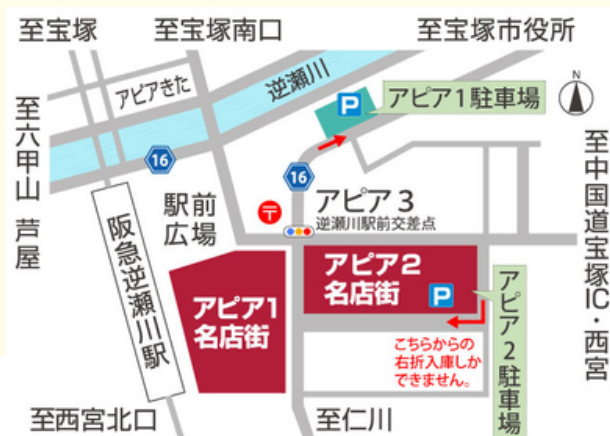 至宝塚
至宝塚南口
至宝塚市役所
アピアきた
逆瀬川
P
アピア1駐車場
N
至六甲山 芦屋
16
16
至中国道宝塚IC・西宮
駅前
広場
〒
アピア3
逆瀬川駅前交差点
阪急逆瀬川駅
アピア1
名店街
アピア2
名店街
P
アピア2駐車場
こちらからの
右折入庫しか
できません。
至西宮北口
至仁川